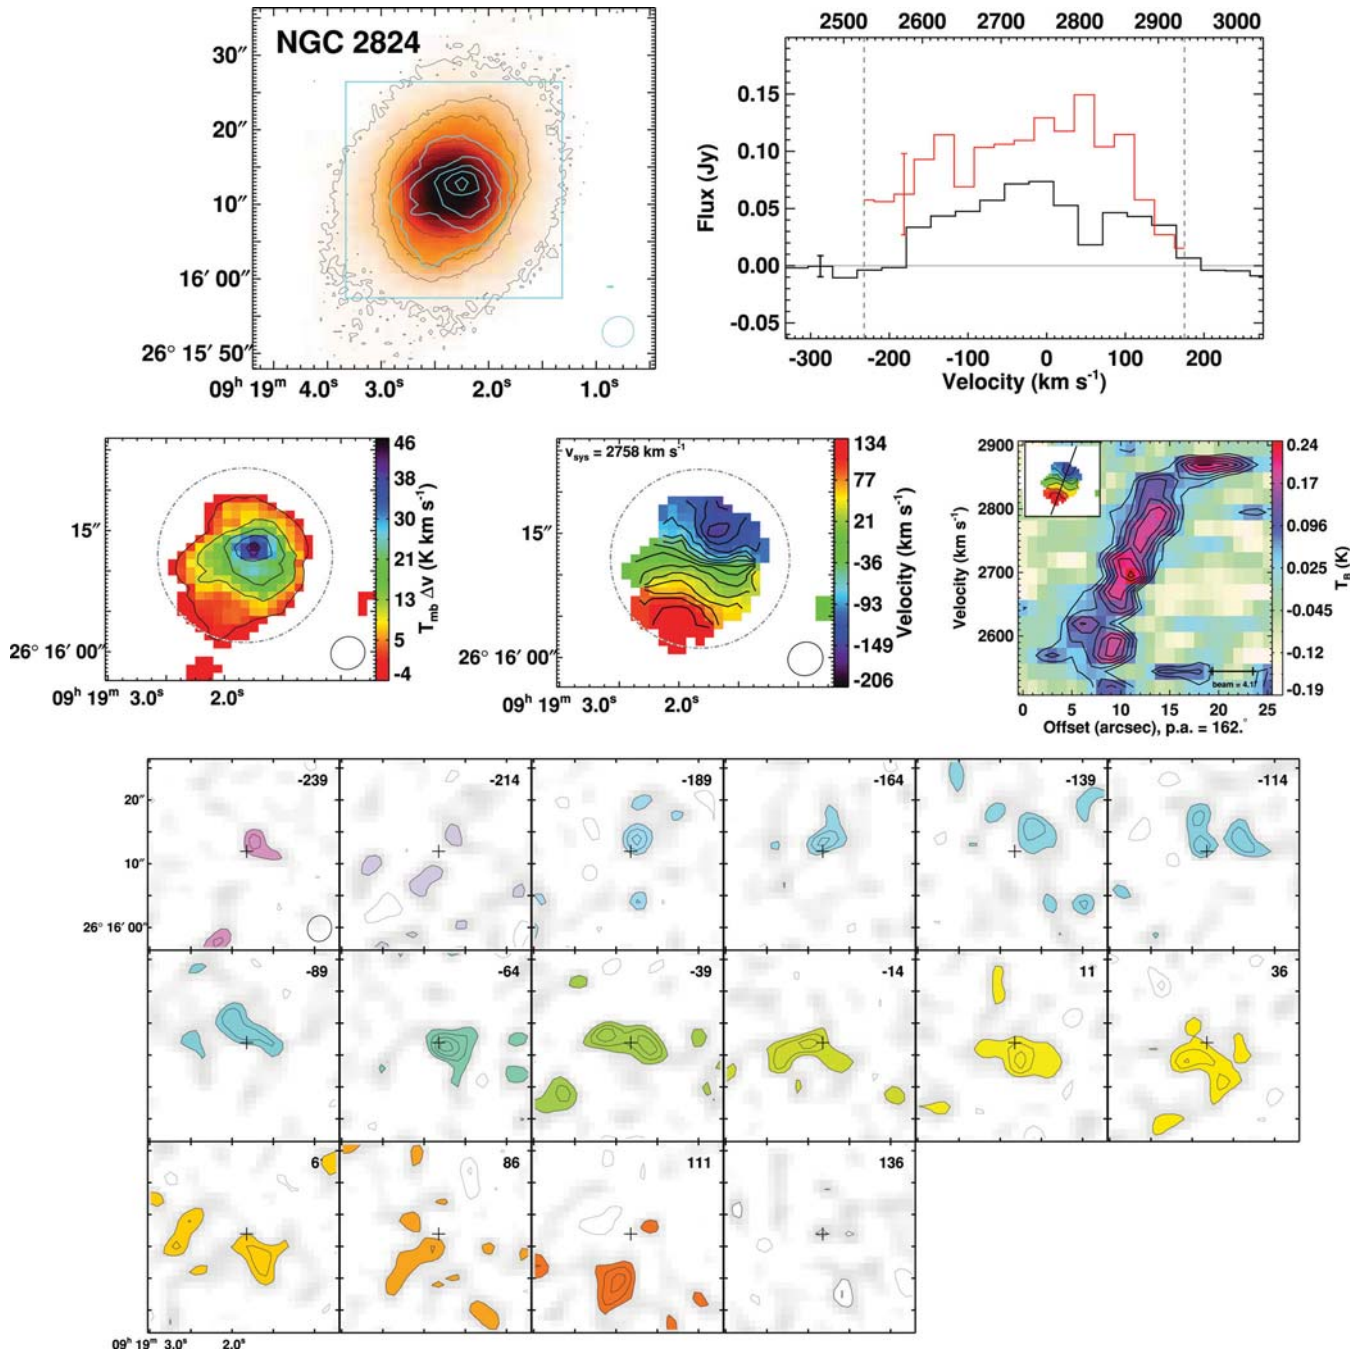 NGC 2824
30″
20″
10″
16′ 00″
26° 15′ 50″
09ʰ 19ᵐ 4.0ˢ 3.0ˢ 2.0ˢ 1.0ˢ
2500 2600 2700 2800 2900 3000
Flux (Jy)
0.15
0.10
0.05
0.00
-0.05
-300 -200 -100 0 100 200
Velocity (km s⁻¹)
15″
26° 16′ 00″
09ʰ 19ᵐ 3.0ˢ 2.0ˢ
46
38
30
21
13
5
-4
Tmb Δv (K km s⁻¹)
vsys = 2758 km s⁻¹
15″
26° 16′ 00″
09ʰ 19ᵐ 3.0ˢ 2.0ˢ
134
77
21
-36
-93
-149
-206
Velocity (km s⁻¹)
2900
2800
2700
2600
Velocity (km s⁻¹)
beam = 4.1″
0 5 10 15 20 25
Offset (arcsec), p.a. = 162.°
0.24
0.17
0.096
0.025
-0.045
-0.12
-0.19
TB (K)
-239 -214 -189 -164 -139 -114
20″
10″
26° 16′ 00″
-89 -64 -39 -14 11 36
6 86 111 136
09ʰ 19ᵐ 3.0ˢ 2.0ˢ